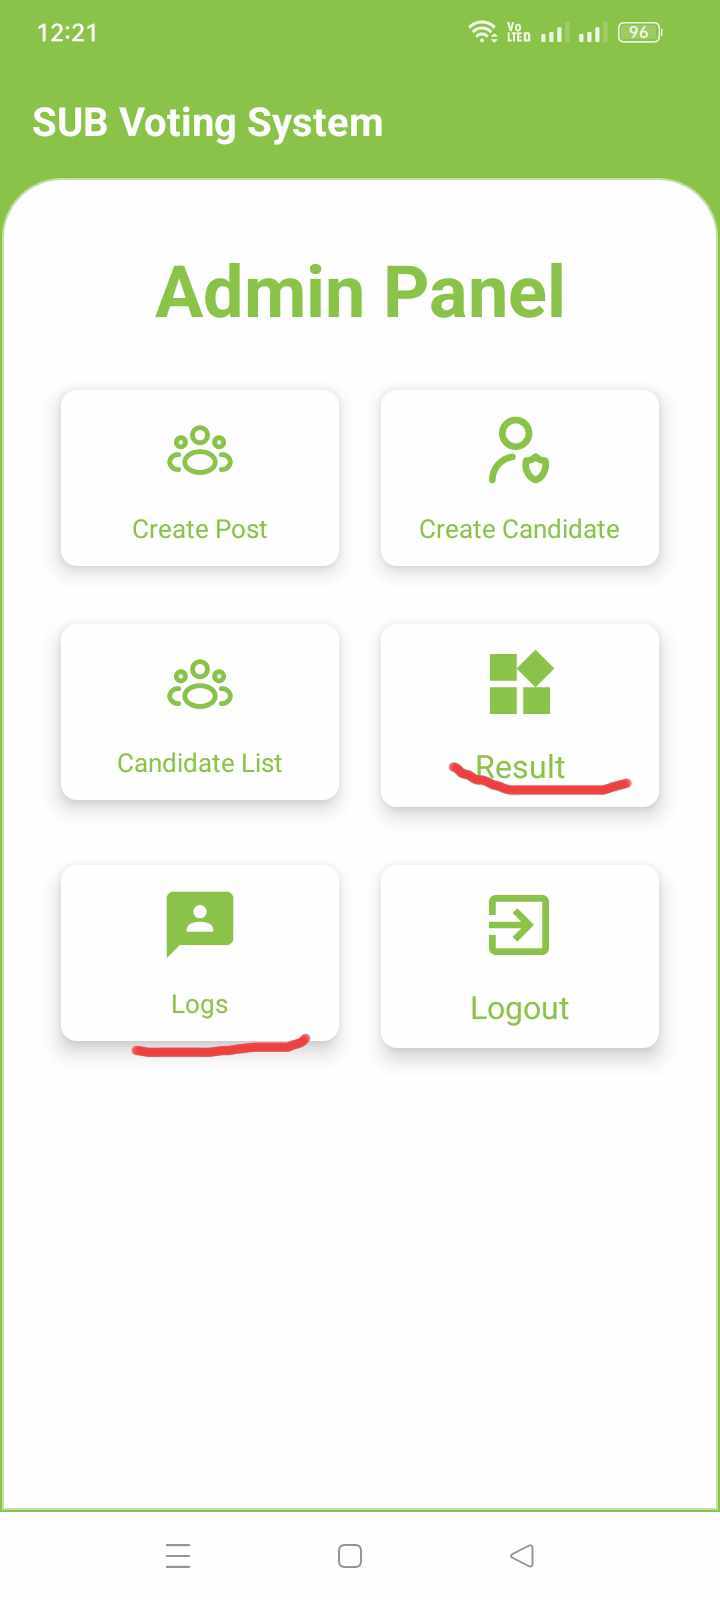 12:21
Vo
LTE
96
SUB Voting System
Admin Panel
Create Post
Create Candidate
Candidate List
Result
Logs
Logout